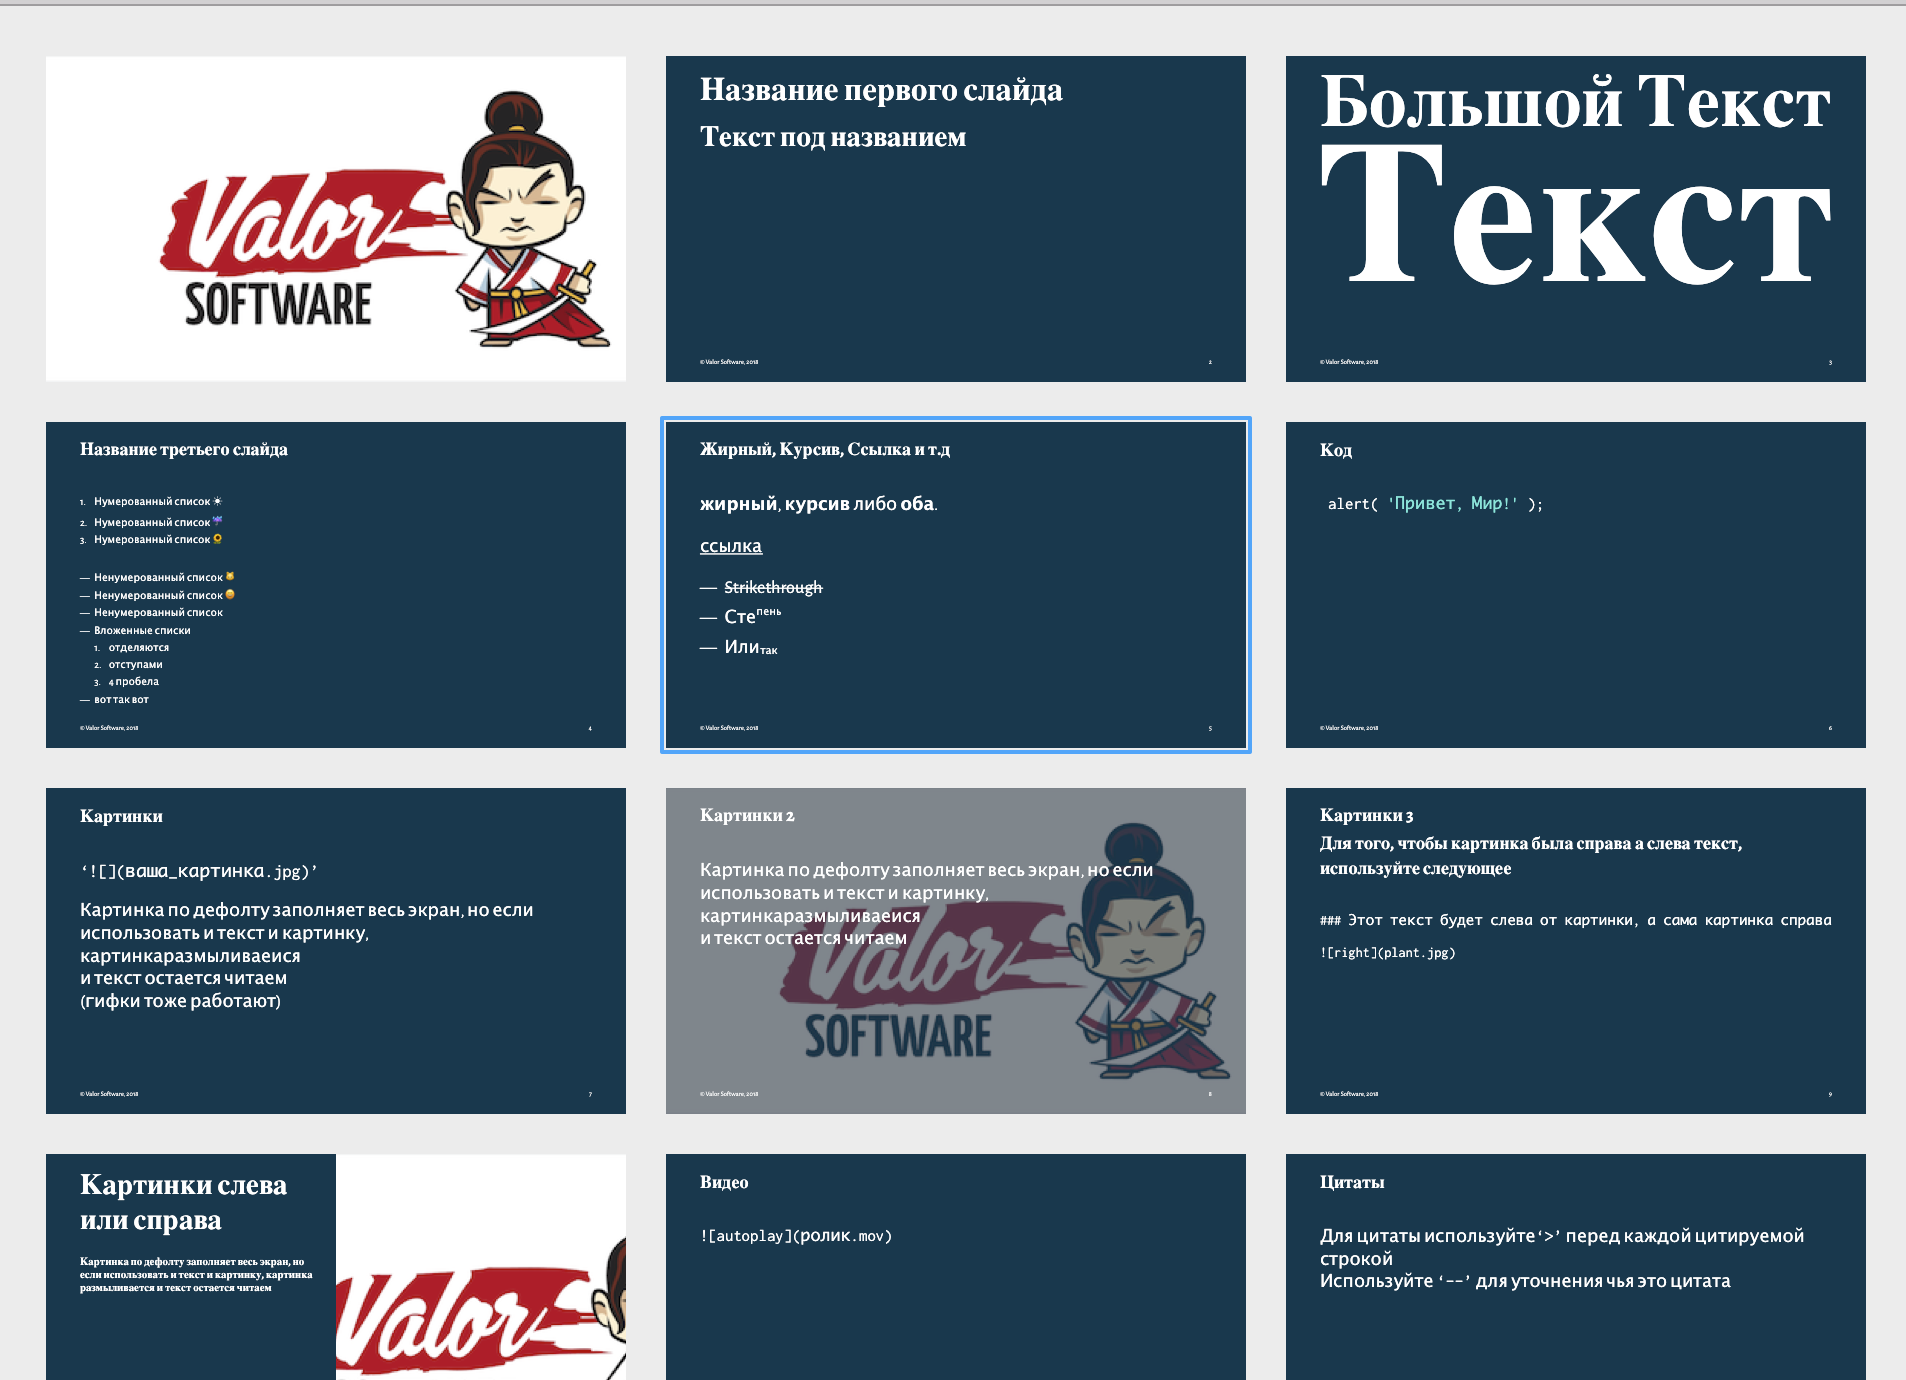 Valor
SOFTWARE
Название первого слайда
Текст под названием
© Valor Software, 2018
2
Большой Текст
Текст
© Valor Software, 2018
3
Название третьего слайда
1. Нумерованный список ☀
2. Нумерованный список ☔
3. Нумерованный список 🌻
— Ненумерованный список 🐱
— Ненумерованный список
— Ненумерованный список
— Вложенные списки
1. отделяются
2. отступами
3. 4 пробела
— вот так вот
© Valor Software, 2018
4
Жирный, Курсив, Ссылка и т.д
жирный, курсив либо оба.
ссылка
— Strikethrough
— Степень
— Или так
© Valor Software, 2018
5
Код
alert( 'Привет, Мир!' );
© Valor Software, 2018
6
Картинки
‘![](ваша_картинка.jpg)’
Картинка по дефолту заполняет весь экран, но если
использовать и текст и картинку,
картинкаразмыливаеися
и текст остается читаем
(гифки тоже работают)
© Valor Software, 2018
7
Картинки 2
Картинка по дефолту заполняет весь экран, но если
использовать и текст и картинку,
картинкаразмыливаеися
и текст остается читаем
Valor
SOFTWARE
© Valor Software, 2018
8
Картинки 3
Для того, чтобы картинка была справа а слева текст,
используйте следующее
### Этот текст будет слева от картинки, а сама картинка справа
![right](plant.jpg)
© Valor Software, 2018
9
Картинки слева
или справа
Картинка по дефолту заполняет весь экран, но
если использовать и текст и картинку, картинка
размыливается и текст остается читаем
Valor
Видео
![autoplay](ролик.mov)
Цитаты
Для цитаты используйте‘>’ перед каждой цитируемой
строкой
Используйте ‘--’ для уточнения чья это цитата